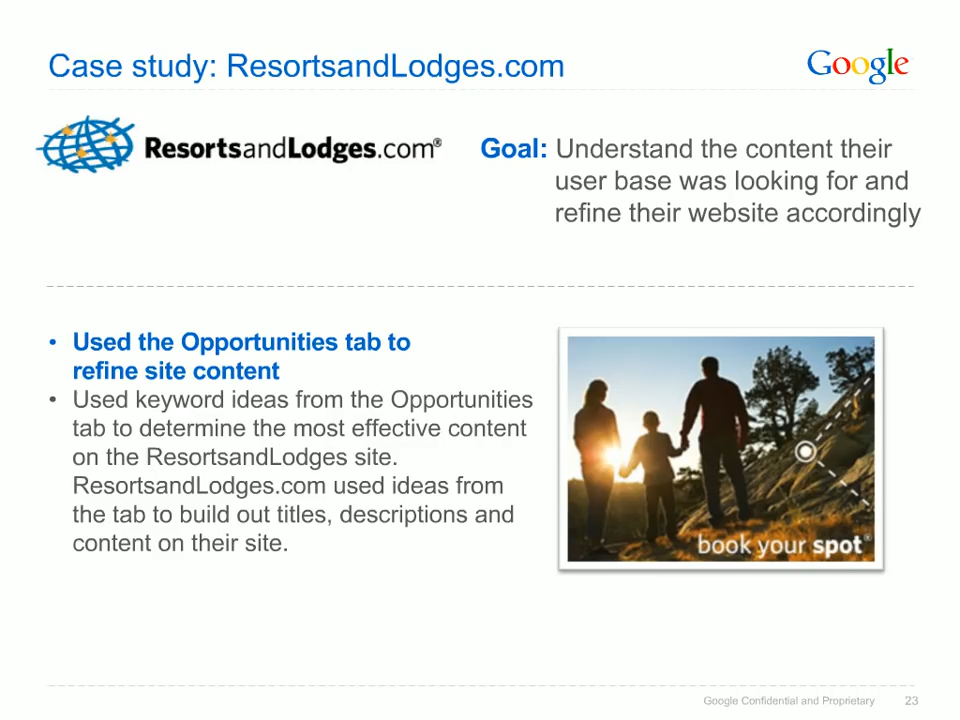 Case study: ResortsandLodges.com
Google
ResortsandLodges.com®
Goal: Understand the content their
user base was looking for and
refine their website accordingly
• Used the Opportunities tab to
refine site content
• Used keyword ideas from the Opportunities
tab to determine the most effective content
on the ResortsandLodges site.
ResortsandLodges.com used ideas from
the tab to build out titles, descriptions and
content on their site.
book your spot®
Google Confidential and Proprietary 23